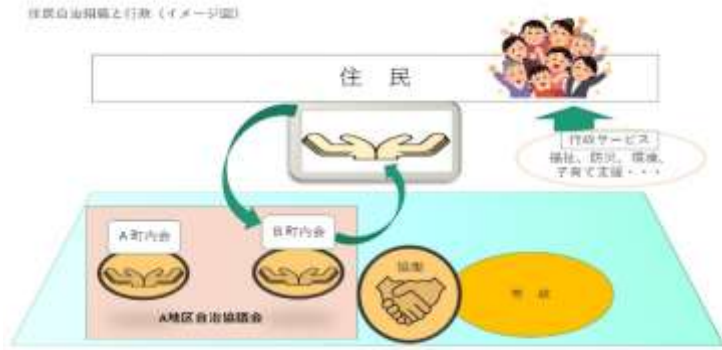 住民自治組織と行政（イメージ図）
住　民
行政サービス
福祉、防災、環境、
子育て支援・・・
A町内会
B町内会
協働
行　政
A地区自治協議会